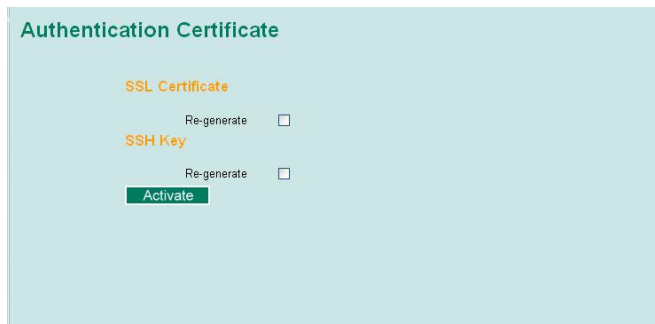 Authentication Certificate
SSL Certificate
Re-generate
SSH Key
Re-generate
Activate